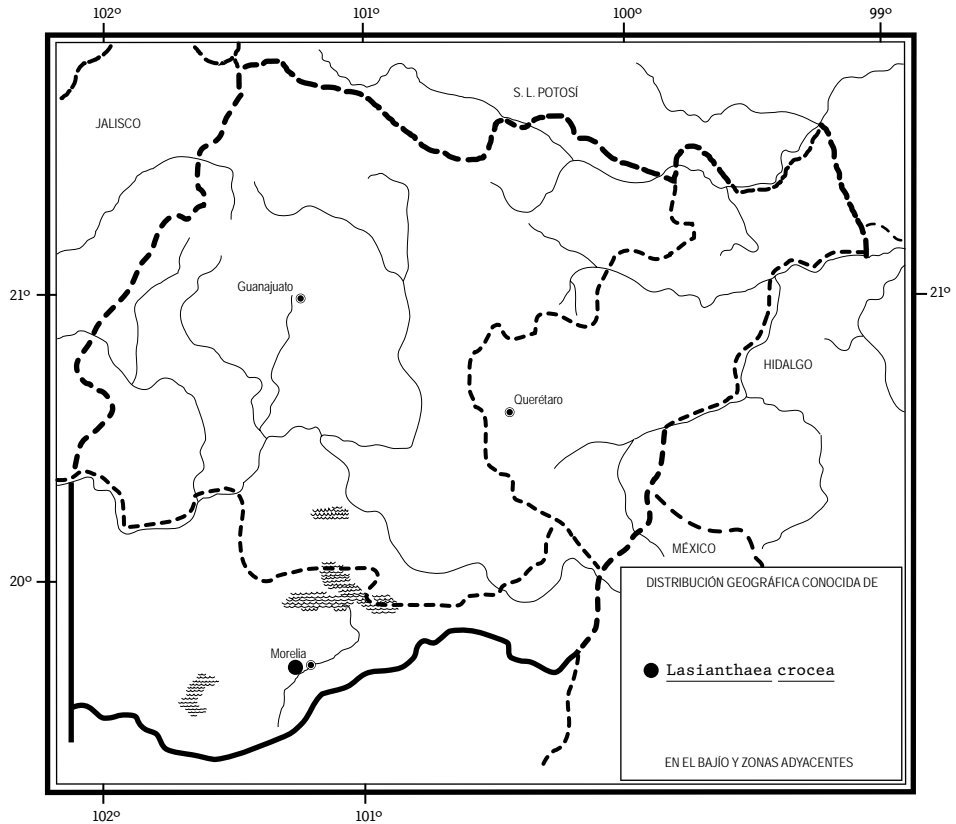 102º 101º 100º 99º
S. L. POTOSÍ
JALISCO
Guanajuato
21º 21º
HIDALGO
Querétaro
MÉXICO
20º
DISTRIBUCIÓN GEOGRÁFICA CONOCIDA DE
Morelia
Lasianthaea crocea
EN EL BAJÍO Y ZONAS ADYACENTES
102º 101º